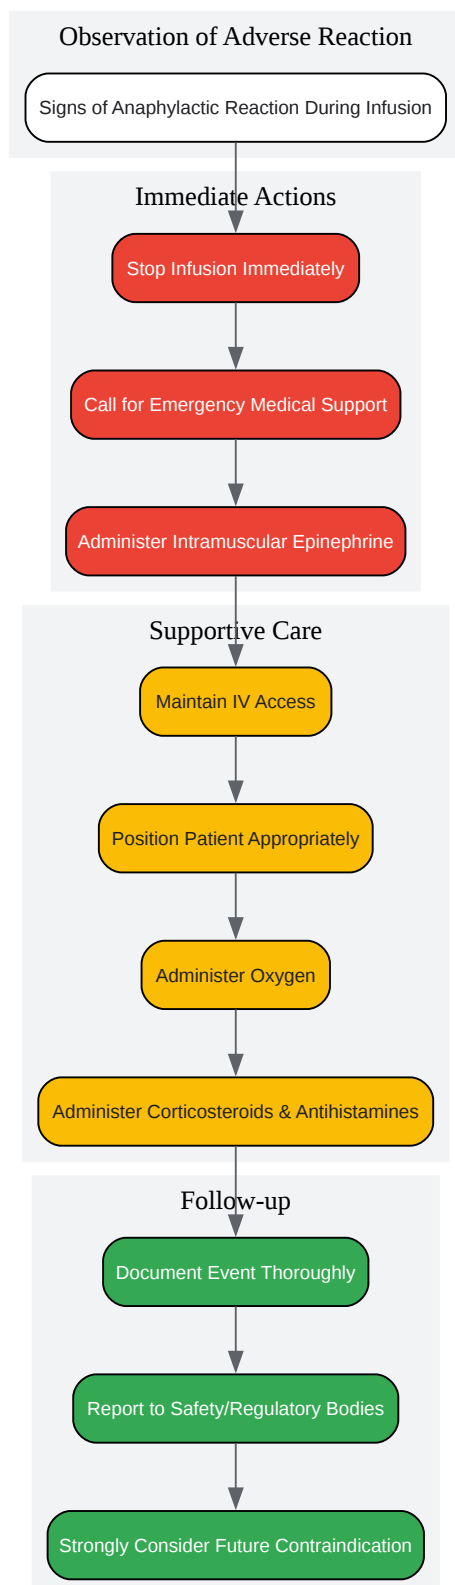 Observation of Adverse Reaction
Signs of Anaphylactic Reaction During Infusion
Immediate Actions
Stop Infusion Immediately
Call for Emergency Medical Support
Administer Intramuscular Epinephrine
Supportive Care
Maintain IV Access
Position Patient Appropriately
Administer Oxygen
Administer Corticosteroids & Antihistamines
Follow-up
Document Event Thoroughly
Report to Safety/Regulatory Bodies
Strongly Consider Future Contraindication